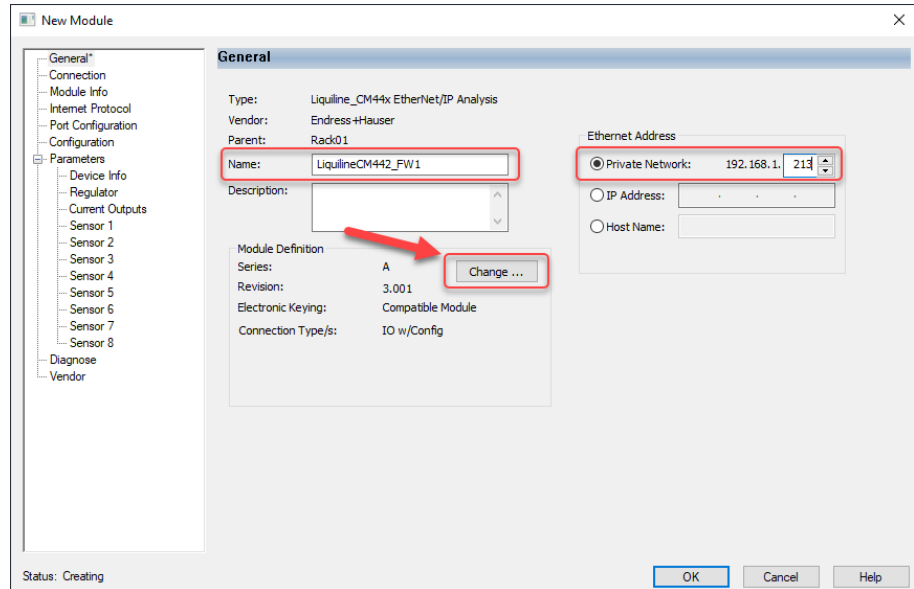 New Module
General*
Connection
Module Info
Internet Protocol
Port Configuration
Configuration
Parameters
Device Info
Regulator
Current Outputs
Sensor 1
Sensor 2
Sensor 3
Sensor 4
Sensor 5
Sensor 6
Sensor 7
Sensor 8
Diagnose
Vendor
General
Type: Liquiline_CM44x EtherNet/IP Analysis
Vendor: Endress+Hauser
Parent: Rack01
Name: LiquilineCM442_FW1
Description:
Module Definition
Series: A
Change ...
Revision: 3.001
Electronic Keying: Compatible Module
Connection Type/s: IO w/Config
Ethernet Address
Private Network: 192.168.1. 213
IP Address: . . .
Host Name:
Status: Creating
OK Cancel Help